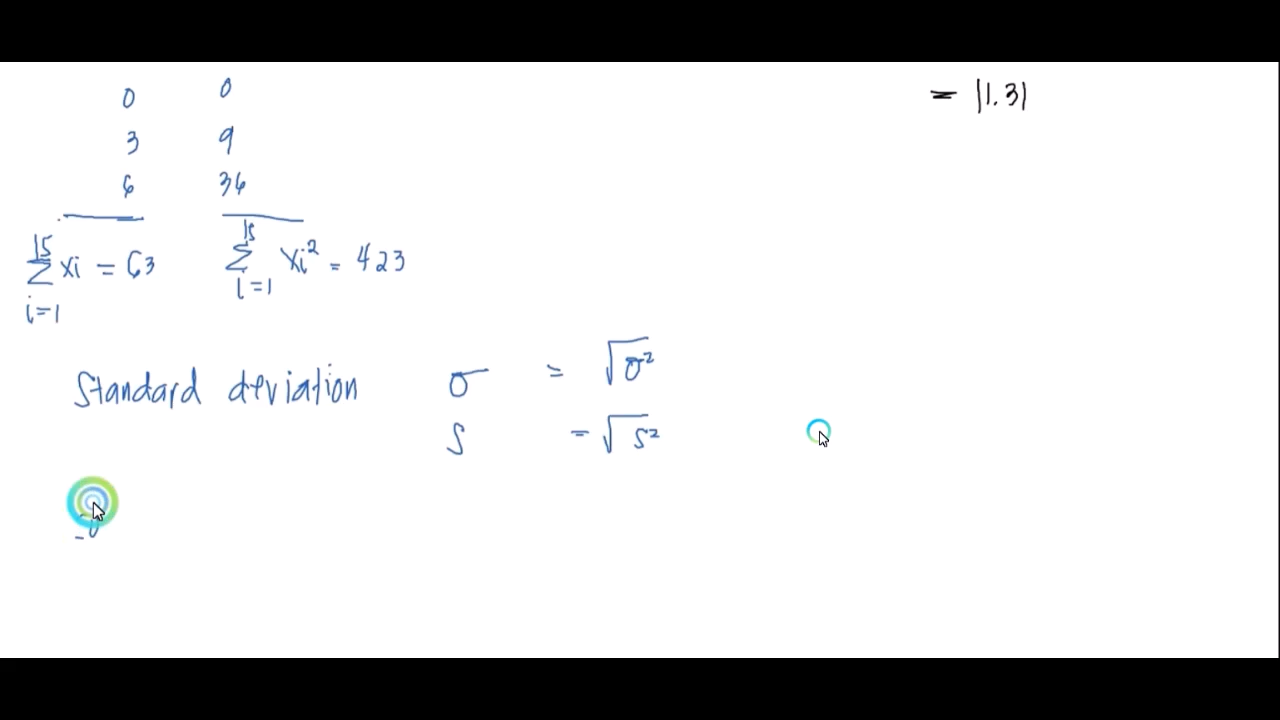 0 0
= 11.31
3 9
6 36
15 15
Σ xi = 63 Σ xi² = 423
i=1 i=1
Standard deviation σ = √σ²
s = √s²